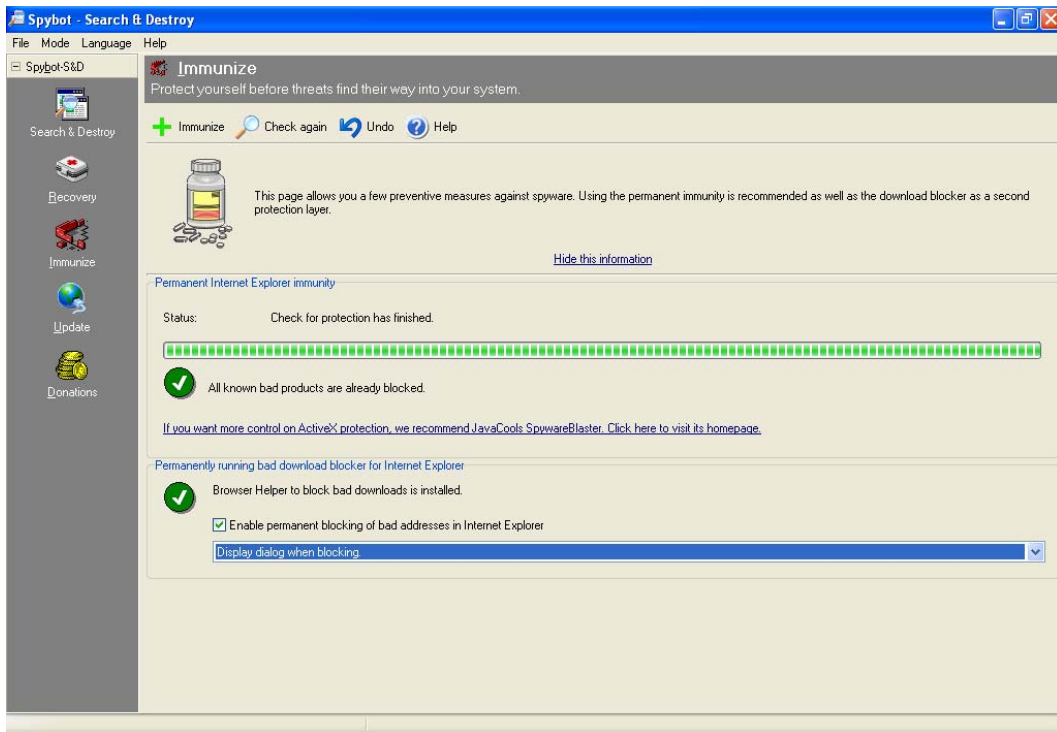 Spybot - Search & Destroy
File Mode Language Help
Spybot-S&D
Search & Destroy
Recovery
Immunize
Update
Donations
Immunize
Protect yourself before threats find their way into your system.
Immunize Check again Undo Help
This page allows you a few preventive measures against spyware. Using the permanent immunity is recommended as well as the download blocker as a second
protection layer.
Hide this information
Permanent Internet Explorer immunity
Status: Check for protection has finished.
All known bad products are already blocked.
If you want more control on ActiveX protection, we recommend JavaCools SpywareBlaster. Click here to visit its homepage.
Permanently running bad download blocker for Internet Explorer
Browser Helper to block bad downloads is installed.
Enable permanent blocking of bad addresses in Internet Explorer
Display dialog when blocking.